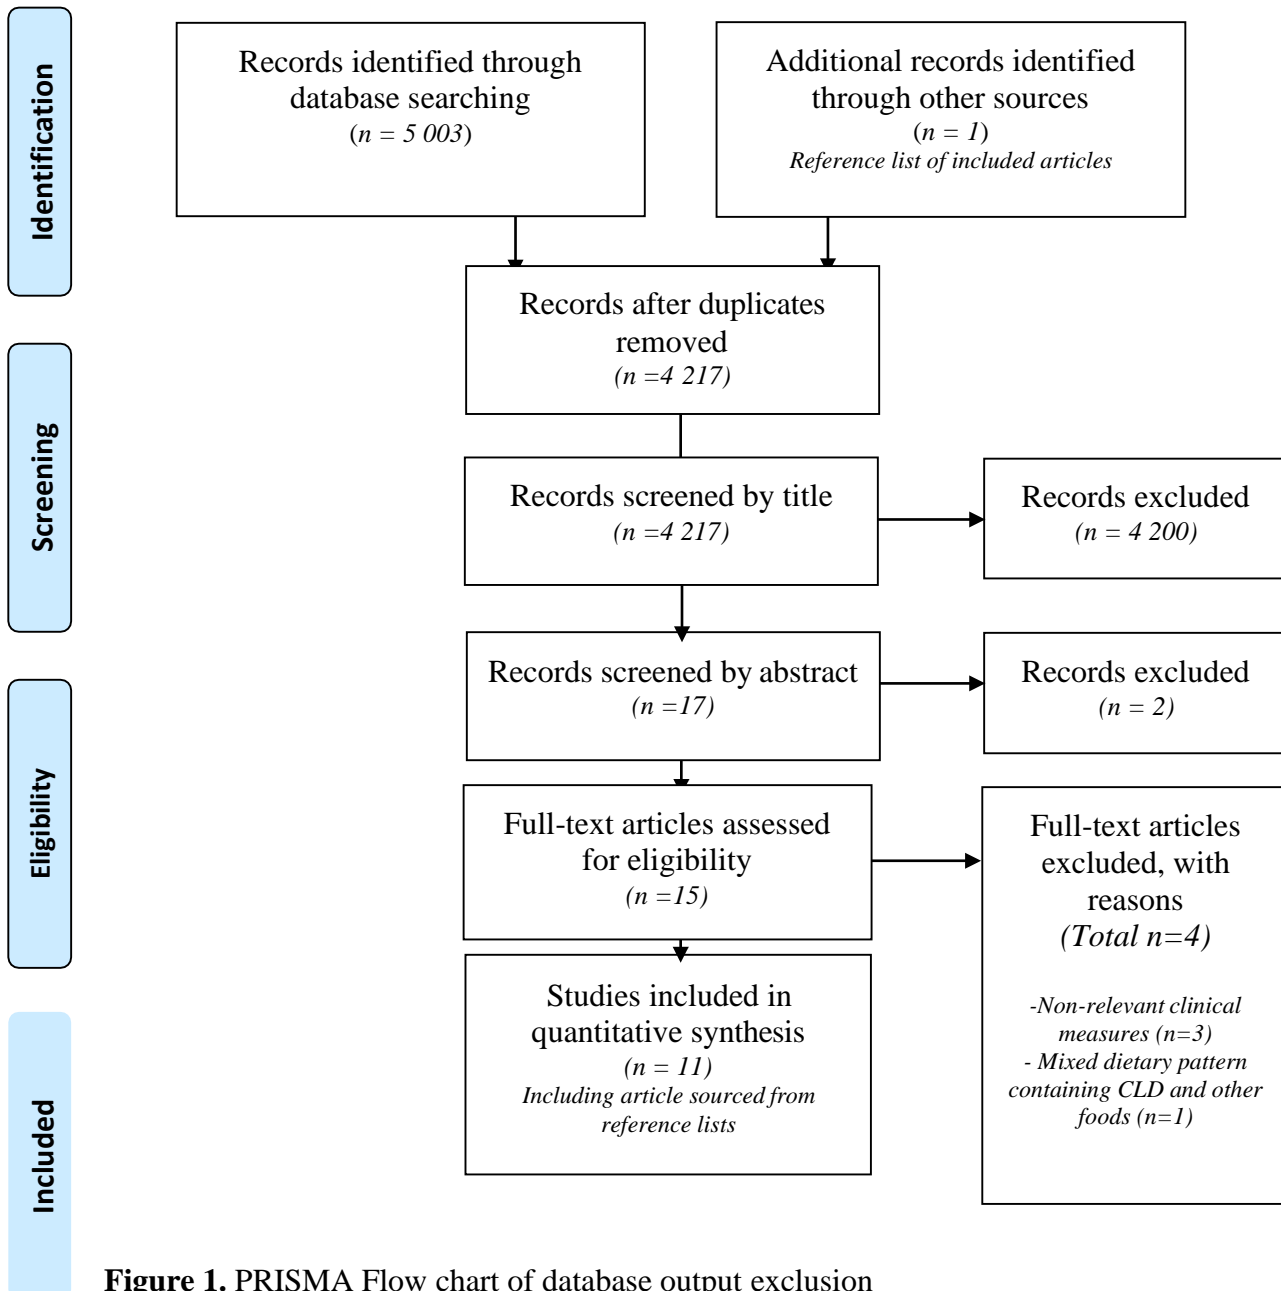 Identification
Records identified through
database searching
(n = 5 003)
Additional records identified
through other sources
(n = 1)
Reference list of included articles
Records after duplicates
removed
(n =4 217)
Screening
Records screened by title
(n =4 217)
Records excluded
(n = 4 200)
Records screened by abstract
(n =17)
Records excluded
(n = 2)
Eligibility
Full-text articles assessed
for eligibility
(n =15)
Full-text articles
excluded, with
reasons
(Total n=4)
-Non-relevant clinical
measures (n=3)
- Mixed dietary pattern
containing CLD and other
foods (n=1)
Included
Studies included in
quantitative synthesis
(n = 11)
Including article sourced from
reference lists
Figure 1. PRISMA Flow chart of database output exclusion